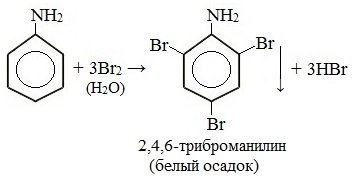 NH₂ NH₂
Br Br
+ 3Br₂ → ↓ + 3HBr
(H₂O)
Br
2,4,6-триброманилин
(белый осадок)